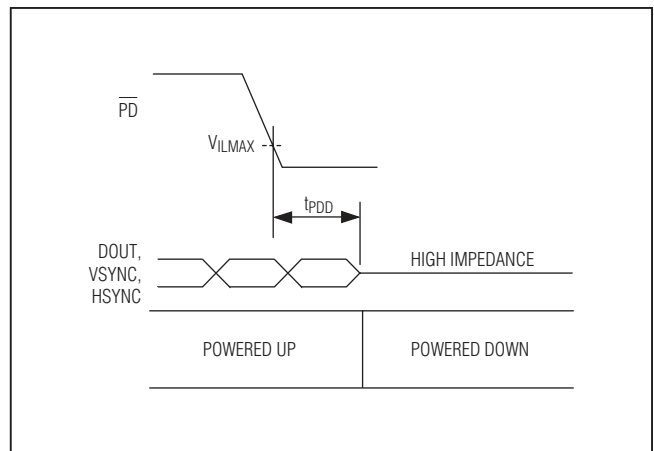 PD
VILMAX
tPDD
DOUT,
VSYNC,
HSYNC
HIGH IMPEDANCE
POWERED UP
POWERED DOWN